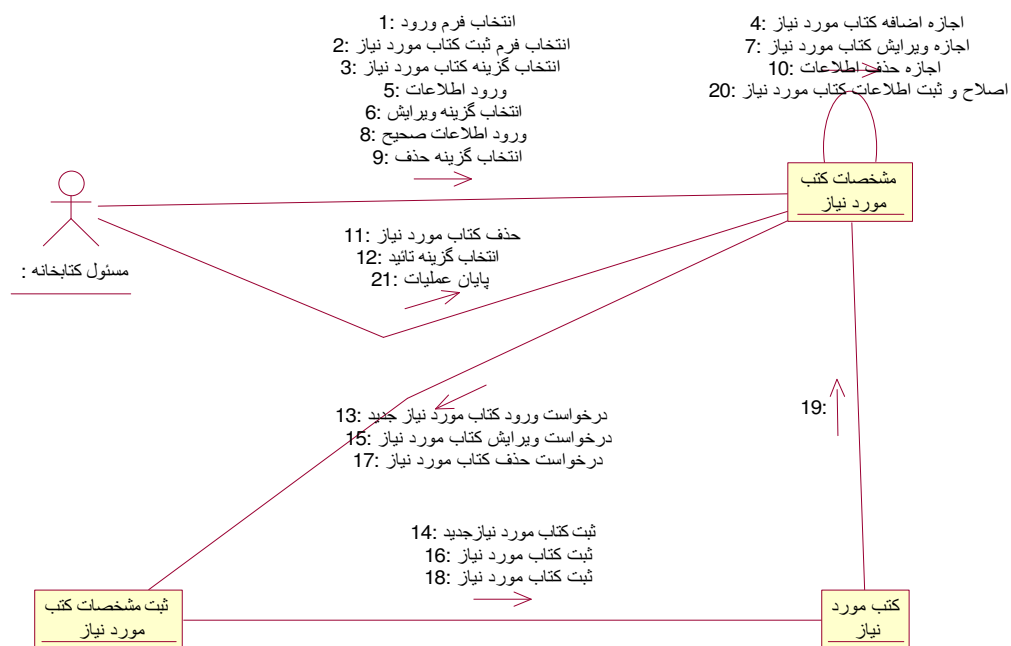 1: انتخاب فرم ورود
2: انتخاب فرم ثبت کتاب مورد نیاز
3: انتخاب گزینه کتاب مورد نیاز
5: ورود اطلاعات
6: انتخاب گزینه ویرایش
8: ورود اطلاعات صحیح
9: انتخاب گزینه حذف
4: اجازه اضافه کتاب مورد نیاز
7: اجازه ویرایش کتاب مورد نیاز
10: اجازه حذف اطلاعات
20: اصلاح و ثبت اطلاعات کتاب مورد نیاز
مشخصات کتب
مورد نیاز
11: حذف کتاب مورد نیاز
12: انتخاب گزینه تائید
21: پایان عملیات
: مسئول کتابخانه
13: درخواست ورود کتاب مورد نیاز جدید
15: درخواست ویرایش کتاب مورد نیاز
17: درخواست حذف کتاب مورد نیاز
19:
14: ثبت کتاب مورد نیازجدید
16: ثبت کتاب مورد نیاز
18: ثبت کتاب مورد نیاز
ثبت مشخصات کتب
مورد نیاز
کتب مورد
نیاز